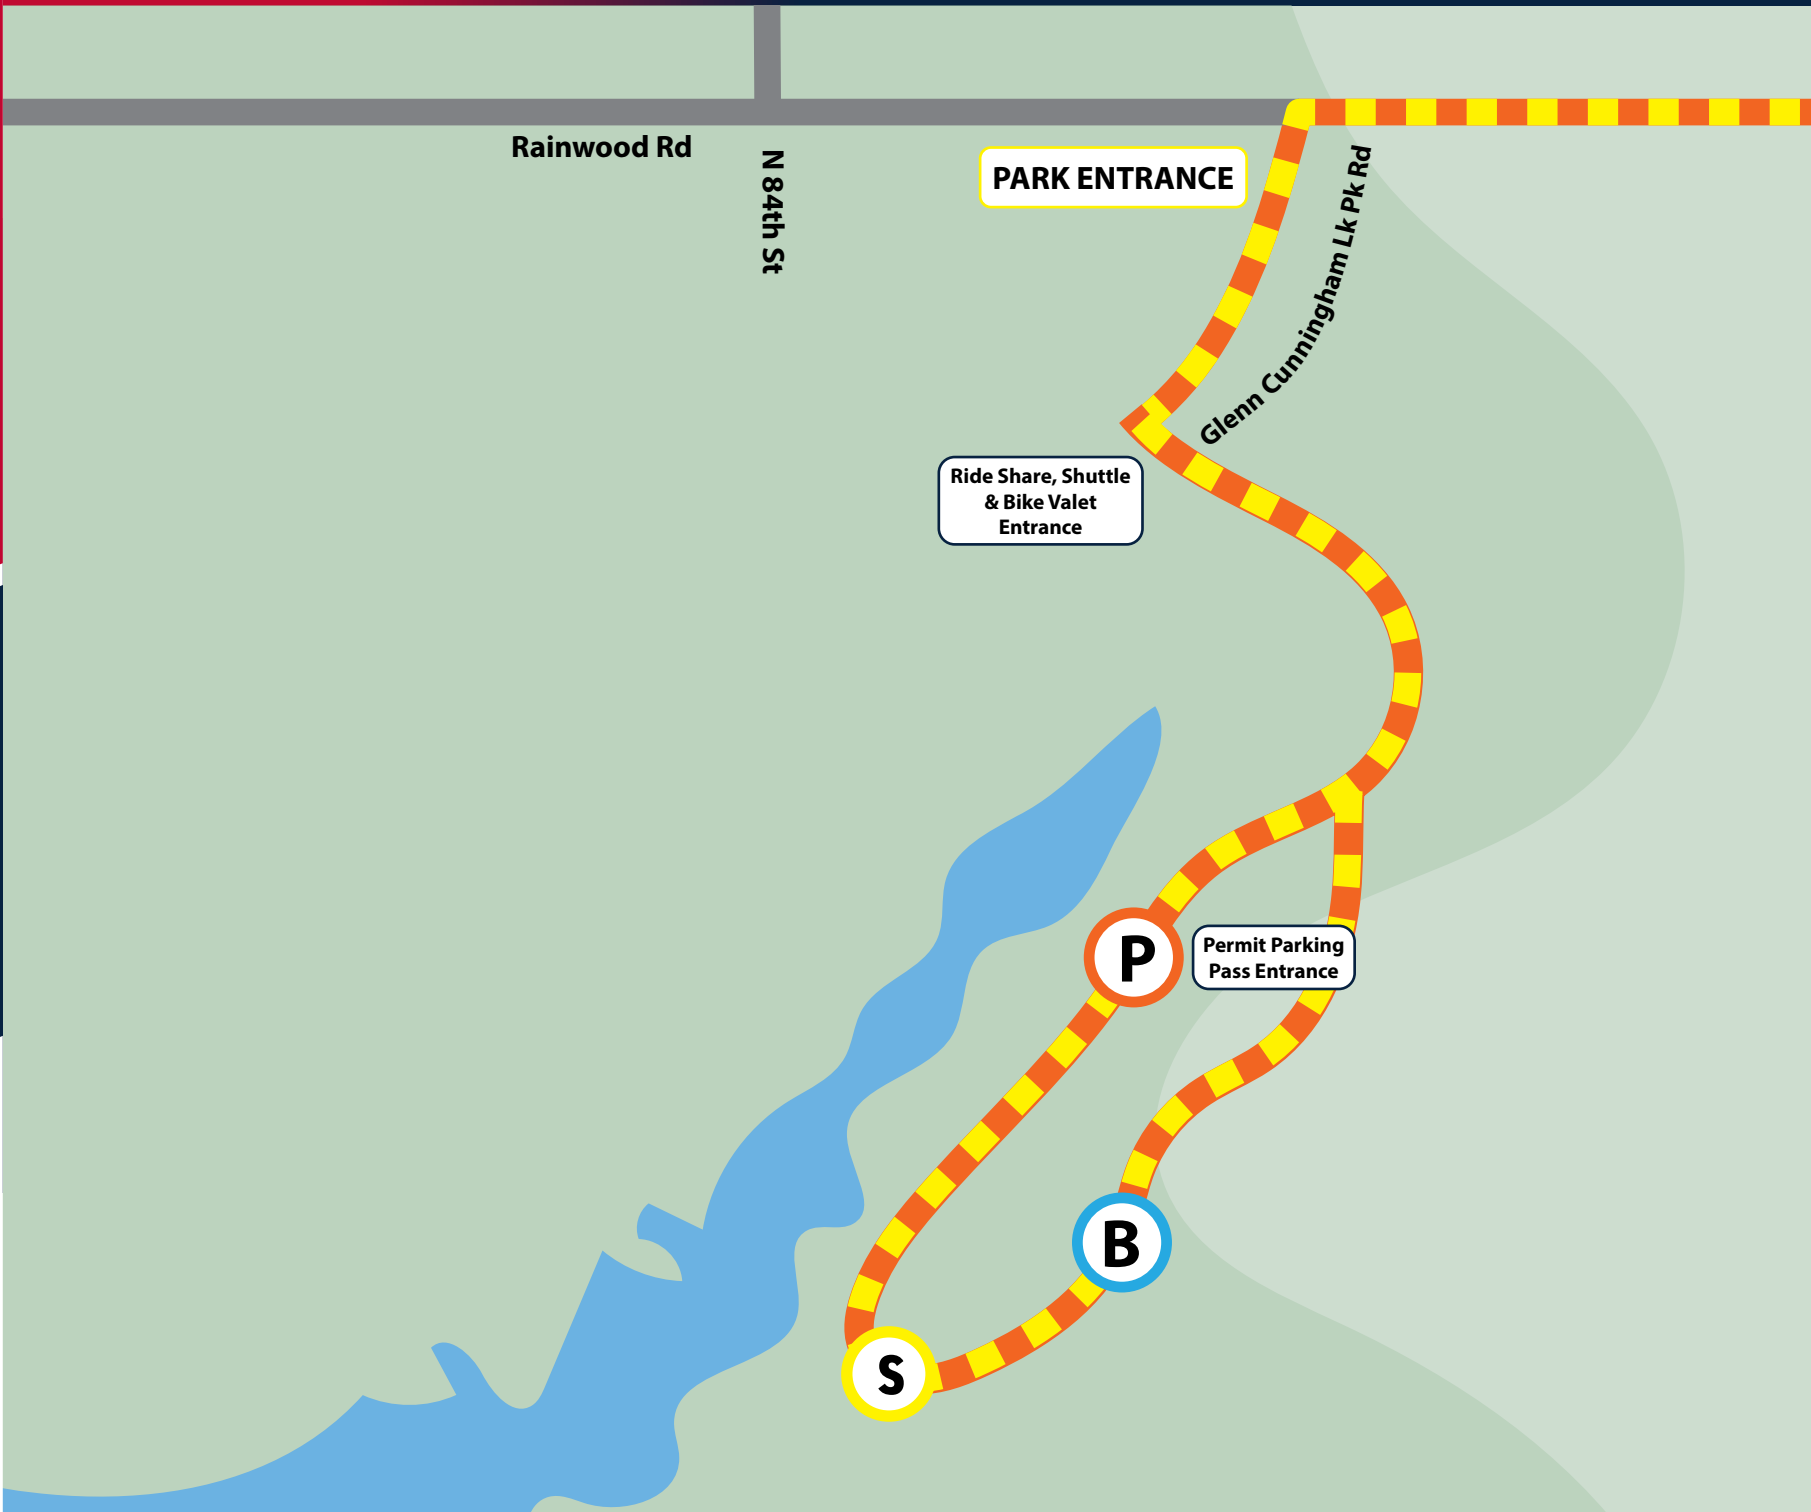 Rainwood Rd
N 84th St
PARK ENTRANCE
Glenn Cunningham Lk Pk Rd
Ride Share, Shuttle
& Bike Valet
Entrance
P
Permit Parking
Pass Entrance
B
S